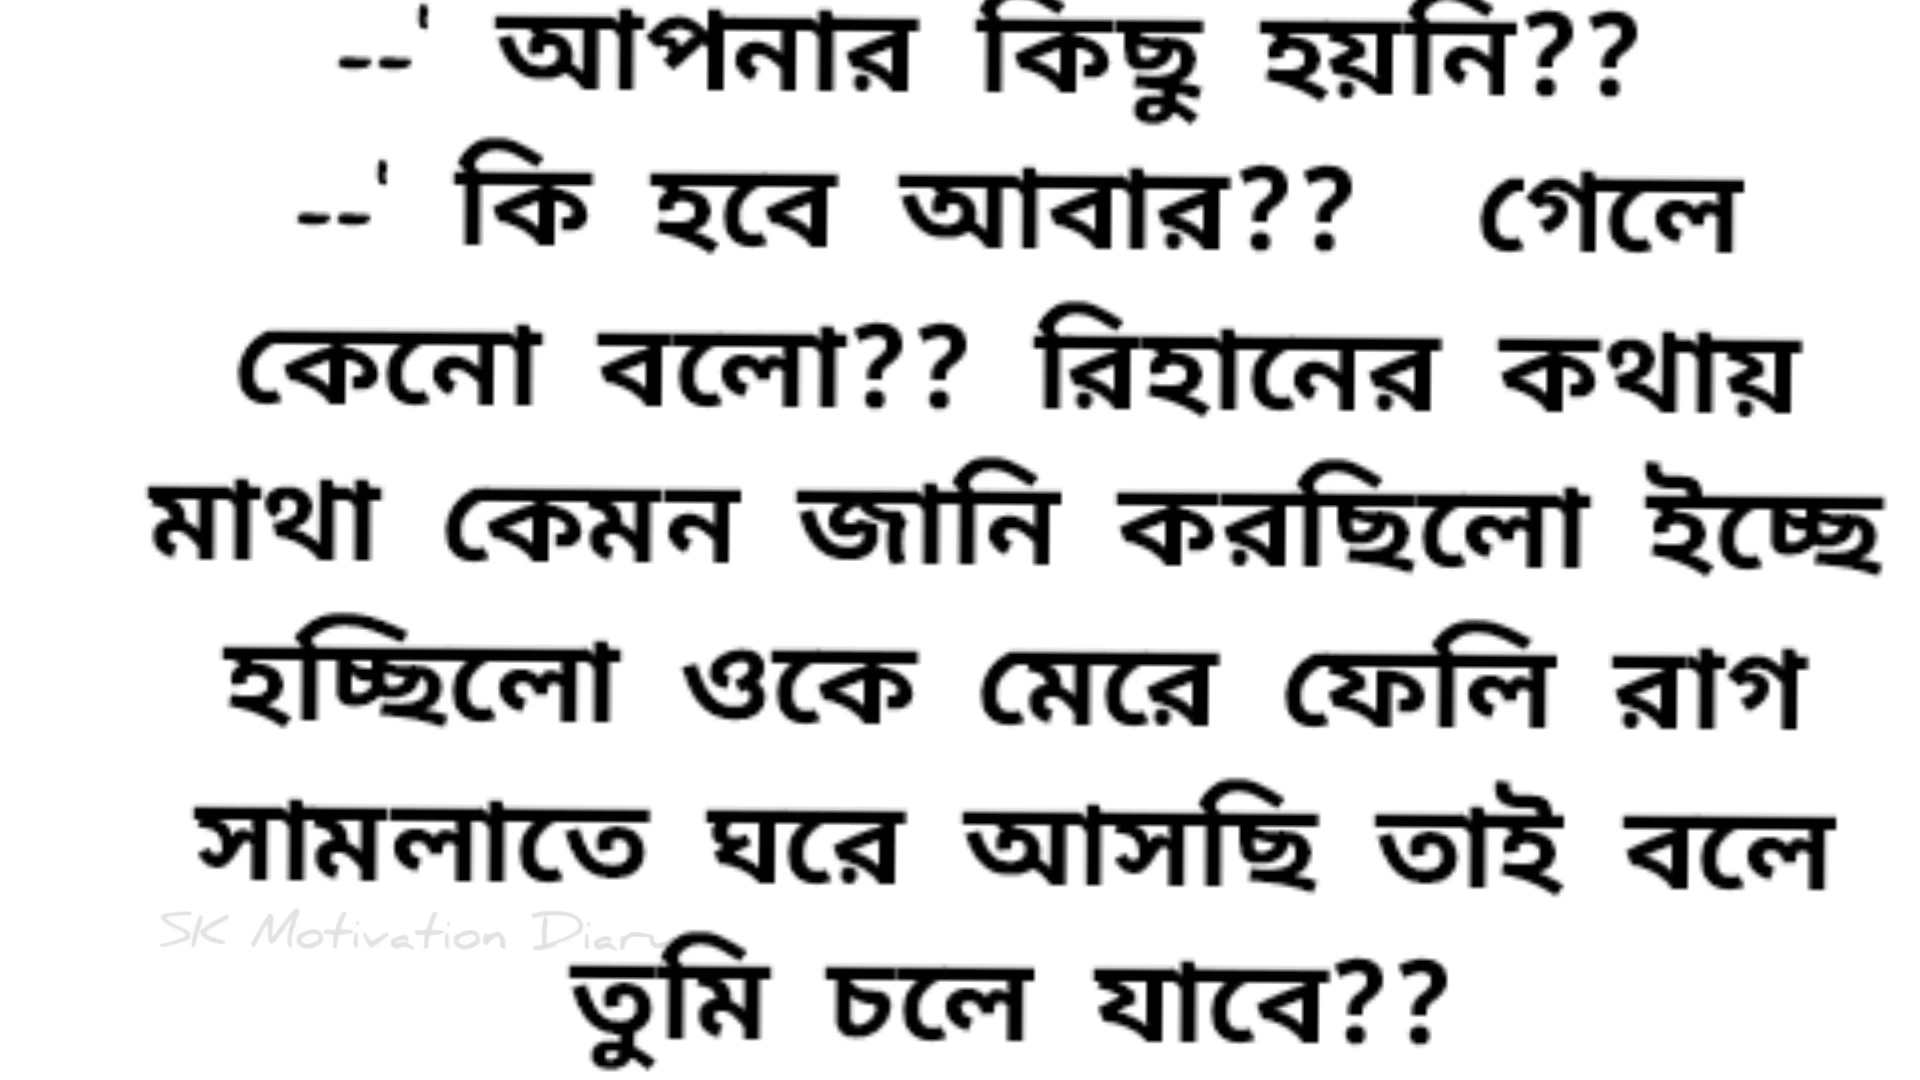 --' আপনার কিছু হয়নি??
--' কি হবে আবার?? গেলে
কেনো বলো?? রিহানের কথায়
মাথা কেমন জানি করছিলো ইচ্ছে
হচ্ছিলো ওকে মেরে ফেলি রাগ
সামলাতে ঘরে আসছি তাই বলে
SK Motivation Diary
তুমি চলে যাবে??